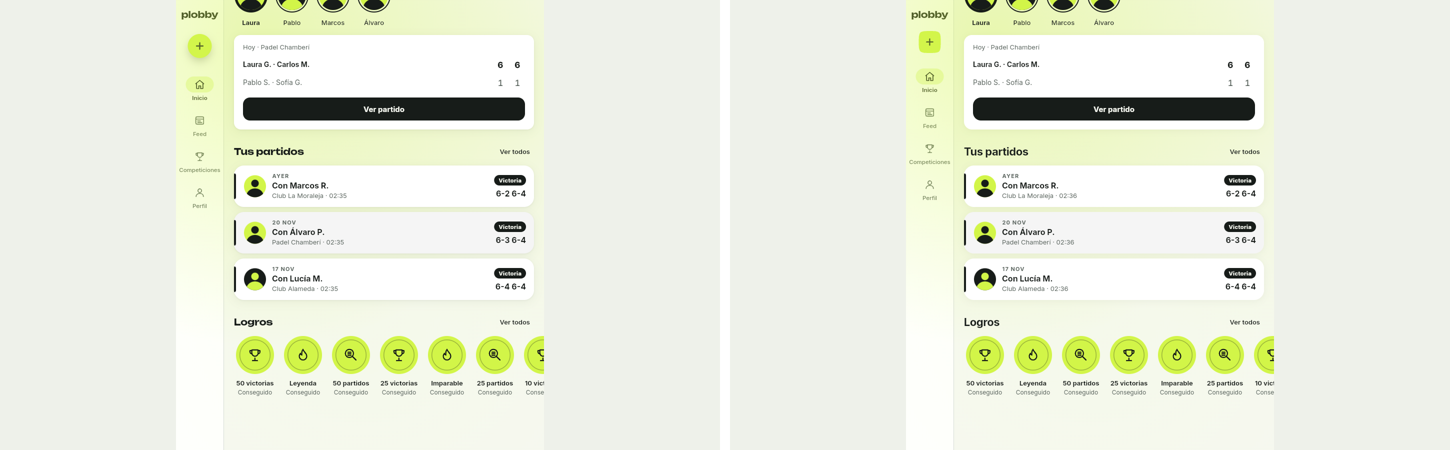 plobby
Laura Pablo Marcos Álvaro
Hoy · Padel Chamberí
Laura G. · Carlos M. 6 6
Pablo S. · Sofía G. 1 1
Ver partido
Inicio
Feed
Competiciones
Perfil
Tus partidos Ver todos
AYER
Con Marcos R.
Club La Moraleja · 02:35
Victoria
6-2 6-4
20 NOV
Con Álvaro P.
Padel Chamberí · 02:35
Victoria
6-3 6-4
17 NOV
Con Lucía M.
Club Alameda · 02:35
Victoria
6-4 6-4
Logros Ver todos
50 victorias Leyenda 50 partidos 25 victorias Imparable 25 partidos 10 vict
Conseguido Conseguido Conseguido Conseguido Conseguido Conseguido Conse
plobby
Laura Pablo Marcos Álvaro
Hoy · Padel Chamberí
Laura G. · Carlos M. 6 6
Pablo S. · Sofía G. 1 1
Ver partido
Inicio
Feed
Competiciones
Perfil
Tus partidos Ver todos
AYER
Con Marcos R.
Club La Moraleja · 02:36
Victoria
6-2 6-4
20 NOV
Con Álvaro P.
Padel Chamberí · 02:36
Victoria
6-3 6-4
17 NOV
Con Lucía M.
Club Alameda · 02:36
Victoria
6-4 6-4
Logros Ver todos
50 victorias Leyenda 50 partidos 25 victorias Imparable 25 partidos 10 vict
Conseguido Conseguido Conseguido Conseguido Conseguido Conseguido Conse